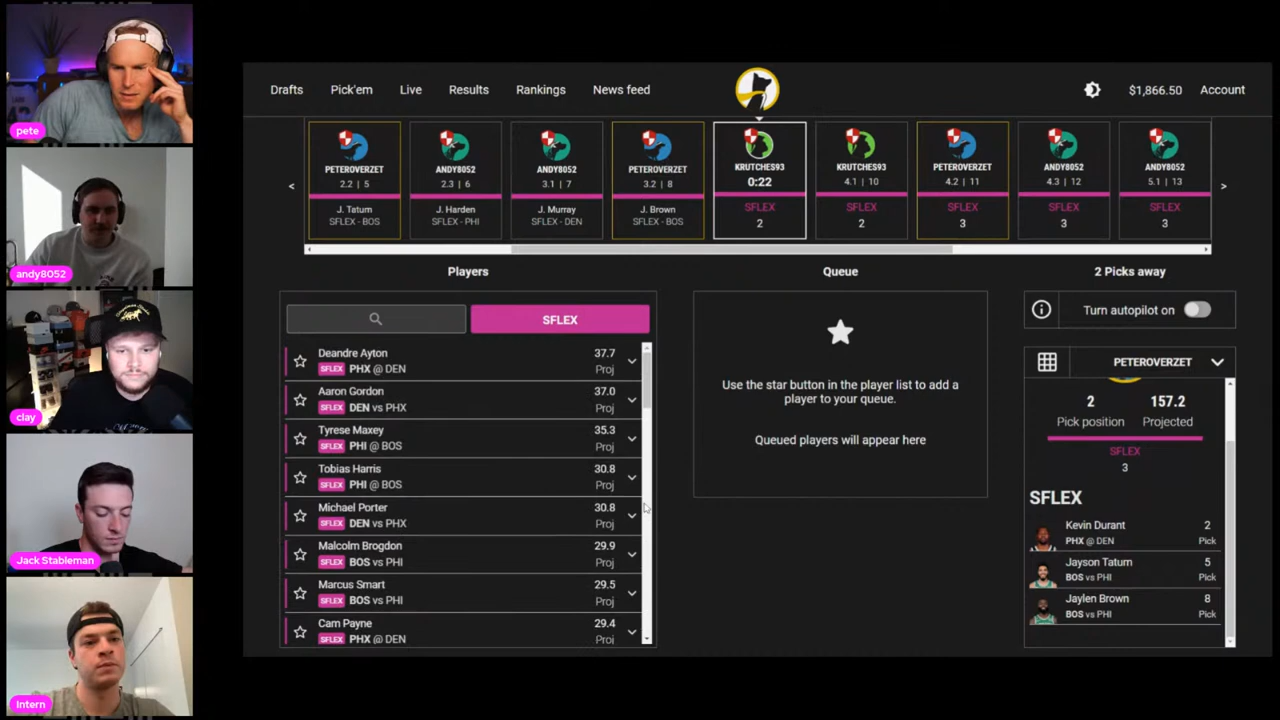 pete
andy8052
clay
Jack Stableman
Intern
Drafts
Pick'em
Live
Results
Rankings
News feed
$1,866.50
Account
<
PETEROVERZET
2.2 | 5
J. Tatum
SFLEX - BOS
ANDY8052
2.3 | 6
J. Harden
SFLEX - PHI
ANDY8052
3.1 | 7
J. Murray
SFLEX - DEN
PETEROVERZET
3.2 | 8
J. Brown
SFLEX - BOS
KRUTCHES93
0:22
SFLEX
2
KRUTCHES93
4.1 | 10
SFLEX
2
PETEROVERZET
4.2 | 11
SFLEX
3
ANDY8052
4.3 | 12
SFLEX
3
ANDY8052
5.1 | 13
SFLEX
3
>
Players
SFLEX
Deandre Ayton
37.7
SFLEX PHX @ DEN
Proj
Aaron Gordon
37.0
SFLEX DEN vs PHX
Proj
Tyrese Maxey
35.3
SFLEX PHI @ BOS
Proj
Tobias Harris
30.8
SFLEX PHI @ BOS
Proj
Michael Porter
30.8
SFLEX DEN vs PHX
Proj
Malcolm Brogdon
29.9
SFLEX BOS vs PHI
Proj
Marcus Smart
29.5
SFLEX BOS vs PHI
Proj
Cam Payne
29.4
SFLEX PHX @ DEN
Proj
Queue
Use the star button in the player list to add a
player to your queue.
Queued players will appear here
2 Picks away
Turn autopilot on
PETEROVERZET
2
157.2
Pick position
Projected
SFLEX
3
SFLEX
Kevin Durant
2
PHX @ DEN
Pick
Jayson Tatum
5
BOS vs PHI
Pick
Jaylen Brown
8
BOS vs PHI
Pick